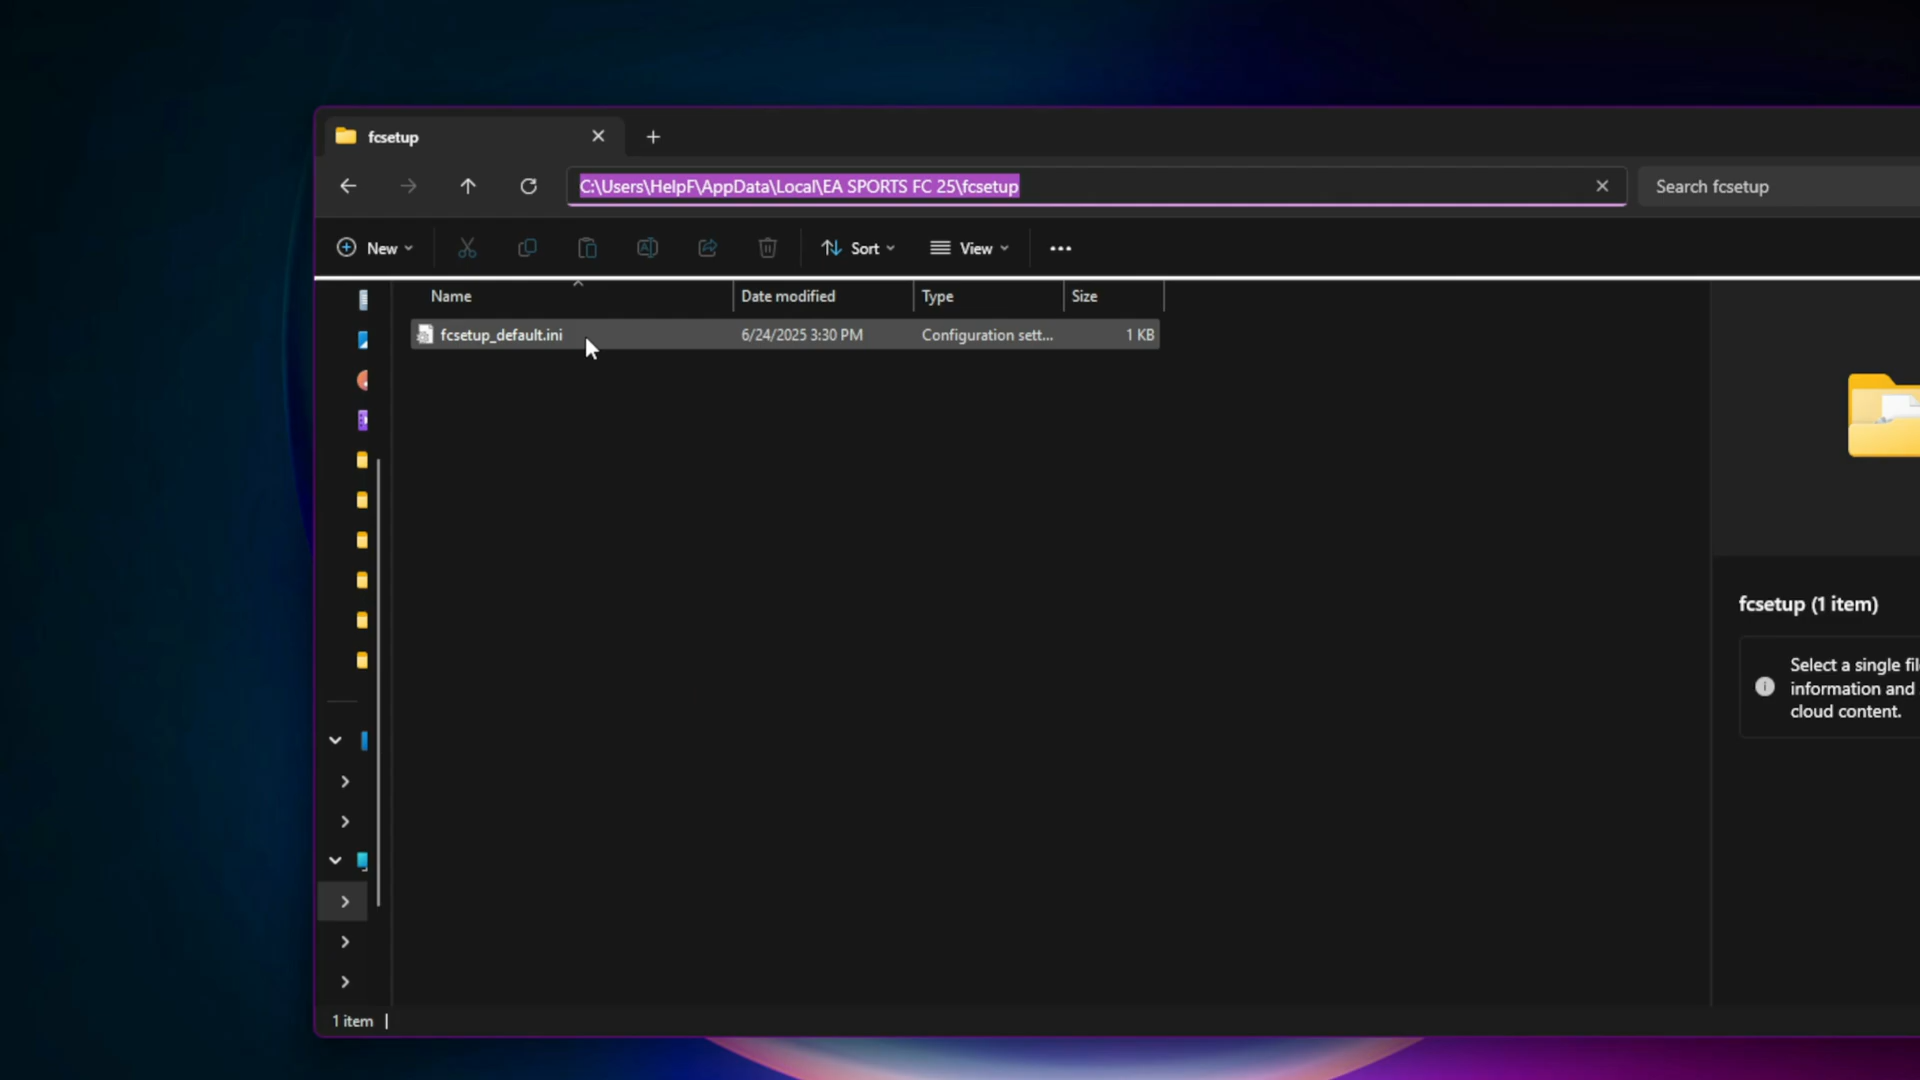 fcsetup
C:\Users\HelpF\AppData\Local\EA SPORTS FC 25\fcsetup
Search fcsetup
New
Sort
View
Name Date modified Type Size
fcsetup_default.ini 6/24/2025 3:30 PM Configuration sett... 1 KB
fcsetup (1 item)
Select a single fil
information and
cloud content.
1 item